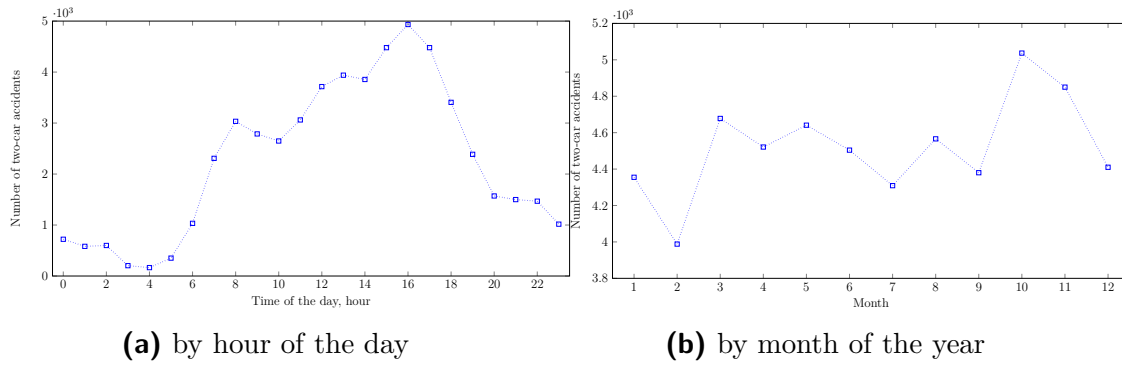 ·10³
5
4
3
2
1
0
Number of two-car accidents
0 2 4 6 8 10 12 14 16 18 20 22
Time of the day, hour
(a) by hour of the day
·10³
5.2
5
4.8
4.6
4.4
4.2
4
3.8
Number of two-car accidents
1 2 3 4 5 6 7 8 9 10 11 12
Month
(b) by month of the year